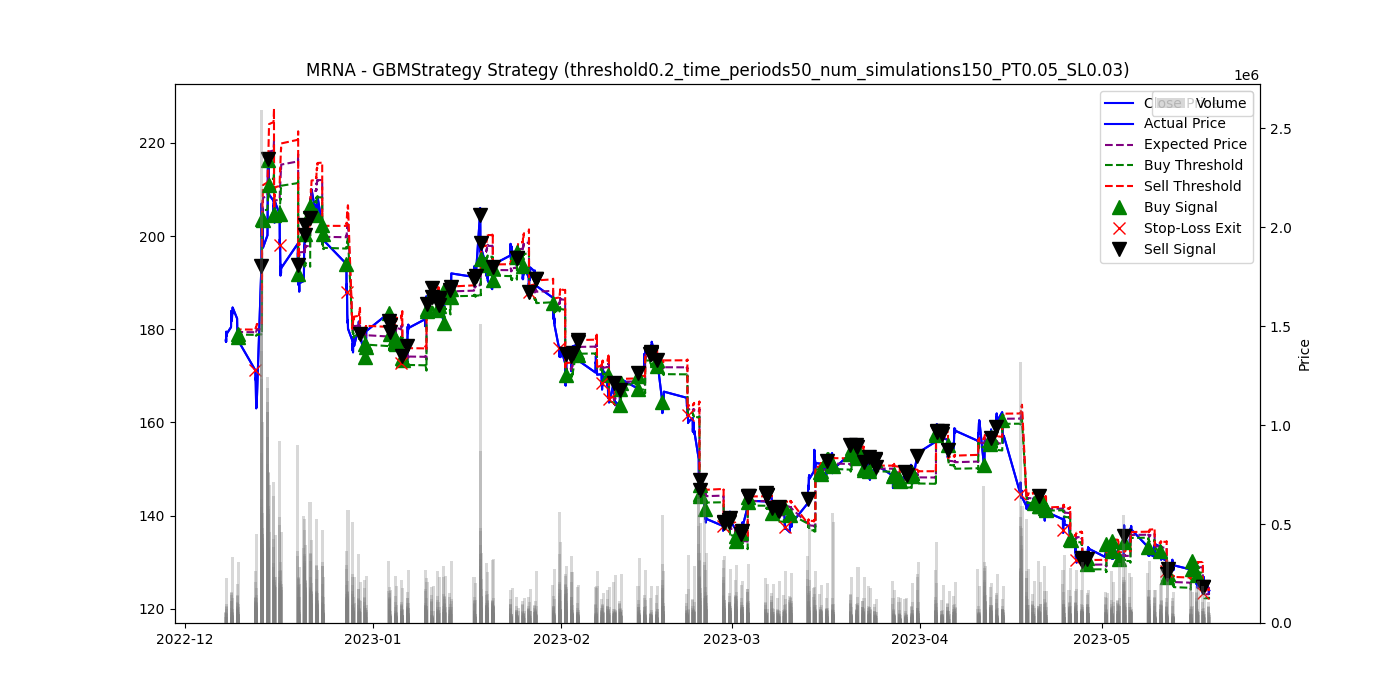 MRNA - GBMStrategy Strategy (threshold0.2_time_periods50_num_simulations150_PT0.05_SL0.03)
1e6
Volume
Actual Price
Expected Price
Buy Threshold
Sell Threshold
Buy Signal
Stop-Loss Exit
Sell Signal
220
200
180
160
140
120
2.5
2.0
1.5
1.0
0.5
0.0
Price
2022-12
2023-01
2023-02
2023-03
2023-04
2023-05